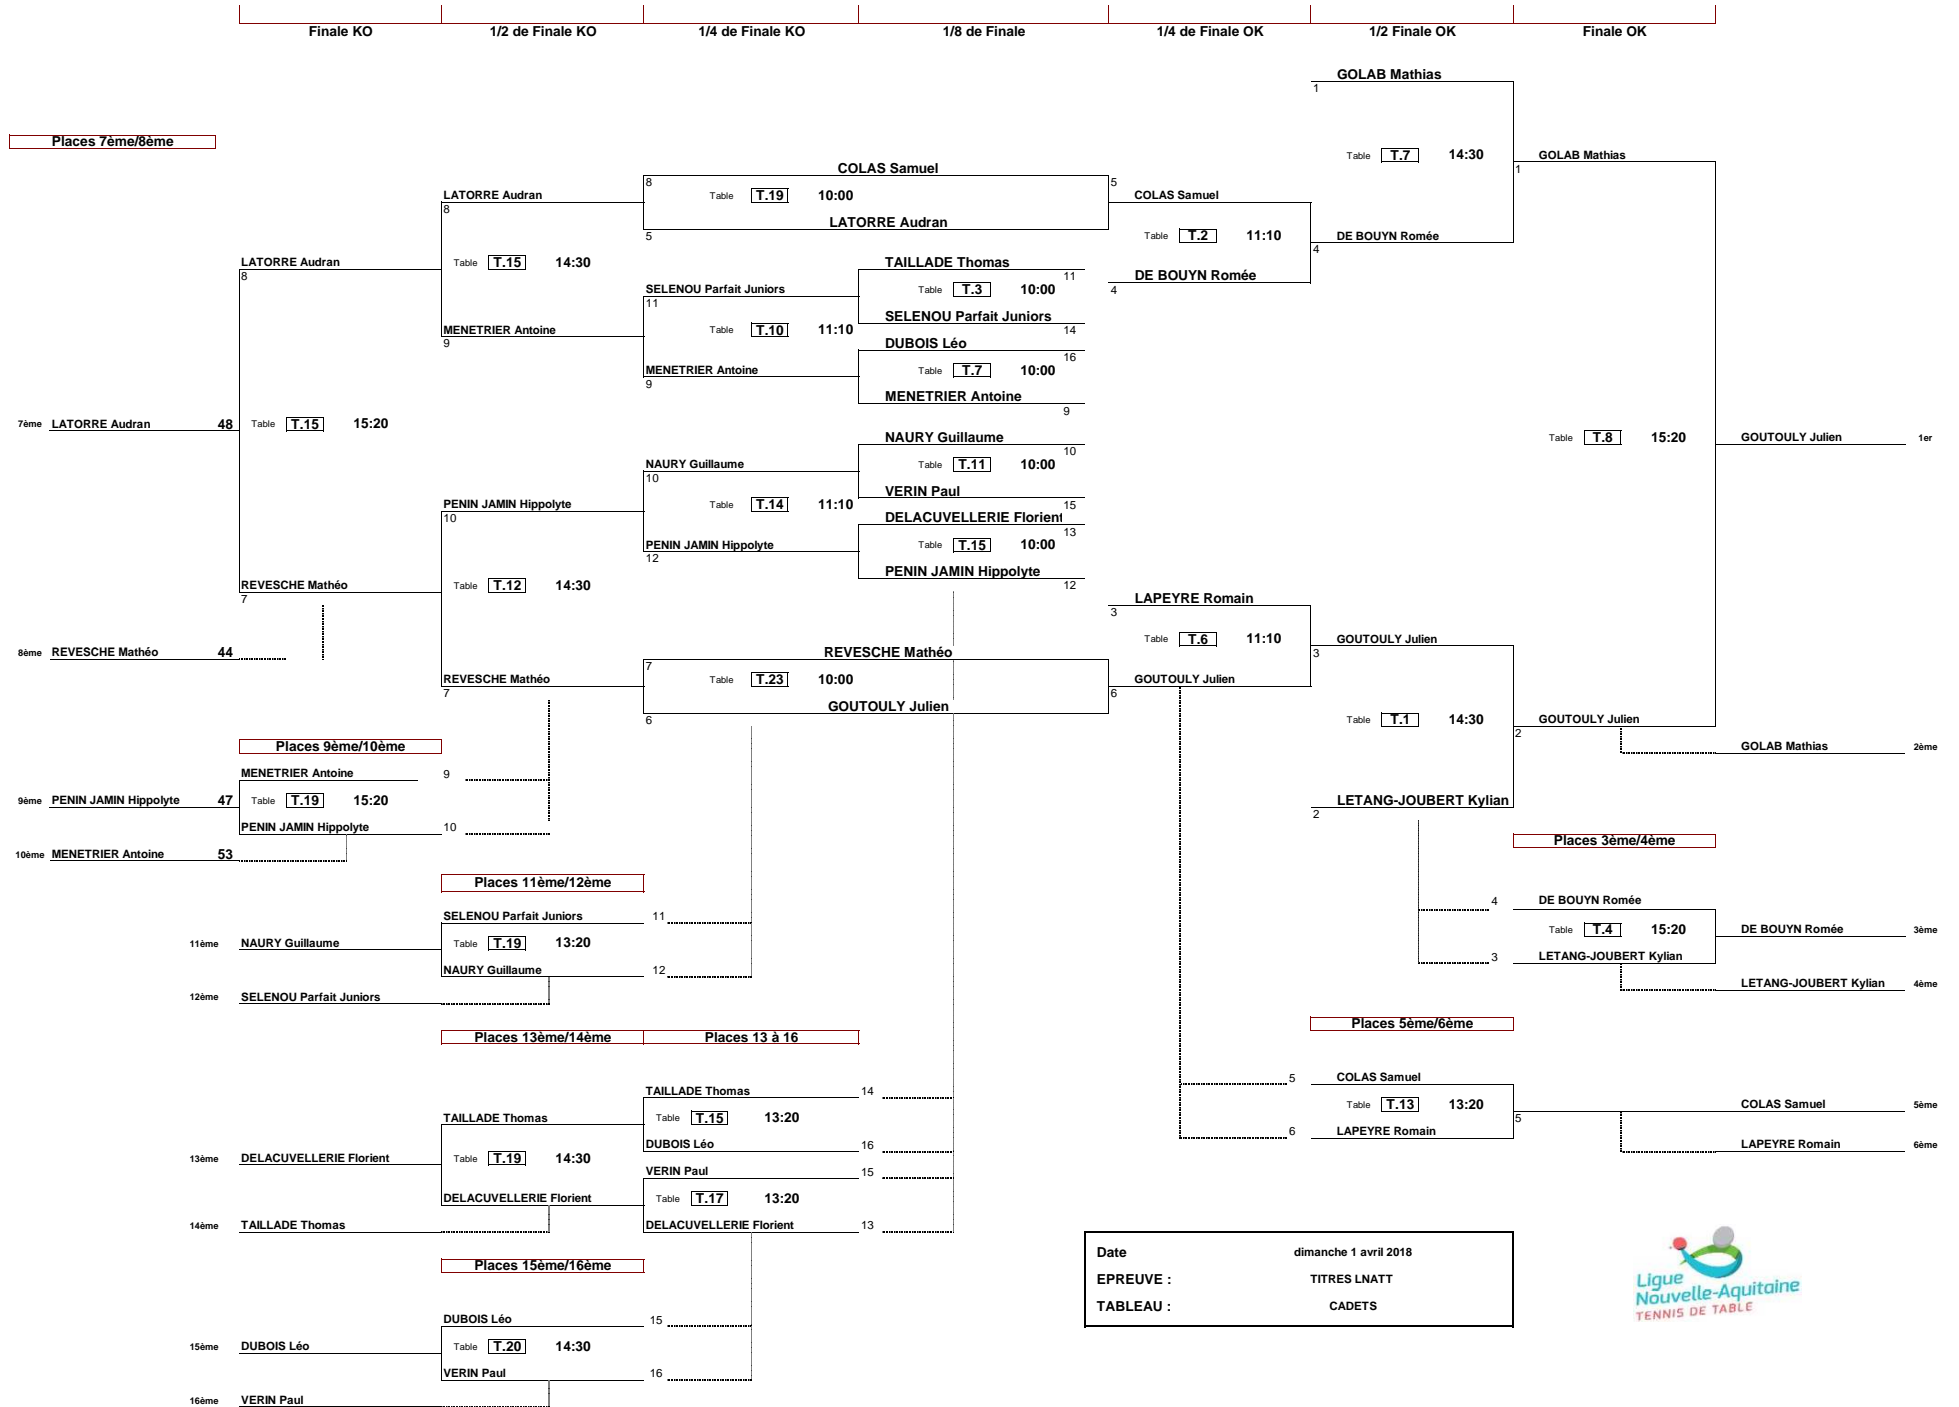 Finale KO 1/2 de Finale KO 1/4 de Finale KO 1/8 de Finale 1/4 de Finale OK 1/2 Finale OK Finale OK
GOLAB Mathias
1
Places 7ème/8ème
Table T.7 14:30 GOLAB Mathias
1
COLAS Samuel
8 5
LATORRE Audran Table T.19 10:00 COLAS Samuel
8
LATORRE Audran
5
Table T.2 11:10 DE BOUYN Romée
4
LATORRE Audran Table T.15 14:30 TAILLADE Thomas
8 11
DE BOUYN Romée
4
SELENOU Parfait Juniors Table T.3 10:00
11
SELENOU Parfait Juniors
14
MENETRIER Antoine Table T.10 11:10
9
DUBOIS Léo
16
MENETRIER Antoine Table T.7 10:00
9
MENETRIER Antoine
9
7ème LATORRE Audran 48 Table T.15 15:20
NAURY Guillaume Table T.8 15:20 GOUTOULY Julien 1er
10
NAURY Guillaume Table T.11 10:00
10
VERIN Paul
15
PENIN JAMIN Hippolyte Table T.14 11:10
10
DELACUVELLERIE Florient
13
PENIN JAMIN Hippolyte Table T.15 10:00
12
PENIN JAMIN Hippolyte
12
REVESCHE Mathéo Table T.12 14:30
7
LAPEYRE Romain
3
Table T.6 11:10 GOUTOULY Julien
3
8ème REVESCHE Mathéo 44
REVESCHE Mathéo
7
REVESCHE Mathéo Table T.23 10:00 GOUTOULY Julien
7 6
GOUTOULY Julien
6
Table T.1 14:30 GOUTOULY Julien
2
Places 9ème/10ème
GOLAB Mathias 2ème
MENETRIER Antoine 9
9ème PENIN JAMIN Hippolyte 47 Table T.19 15:20
LETANG-JOUBERT Kylian
2
PENIN JAMIN Hippolyte 10
Places 3ème/4ème
10ème MENETRIER Antoine 53
Places 11ème/12ème
4 DE BOUYN Romée
SELENOU Parfait Juniors 11
Table T.4 15:20 DE BOUYN Romée 3ème
11ème NAURY Guillaume Table T.19 13:20
3 LETANG-JOUBERT Kylian
NAURY Guillaume 12
LETANG-JOUBERT Kylian 4ème
12ème SELENOU Parfait Juniors
Places 5ème/6ème
Places 13ème/14ème Places 13 à 16
5 COLAS Samuel
TAILLADE Thomas 14
Table T.13 13:20 COLAS Samuel 5ème
5
TAILLADE Thomas Table T.15 13:20
6 LAPEYRE Romain
DUBOIS Léo 16
LAPEYRE Romain 6ème
13ème DELACUVELLERIE Florient Table T.19 14:30
VERIN Paul 15
DELACUVELLERIE Florient Table T.17 13:20
14ème TAILLADE Thomas
DELACUVELLERIE Florient 13
Date dimanche 1 avril 2018
Places 15ème/16ème
EPREUVE : TITRES LNATT
TABLEAU : CADETS
Ligue
Nouvelle-Aquitaine
TENNIS DE TABLE
DUBOIS Léo 15
15ème DUBOIS Léo Table T.20 14:30
VERIN Paul 16
16ème VERIN Paul